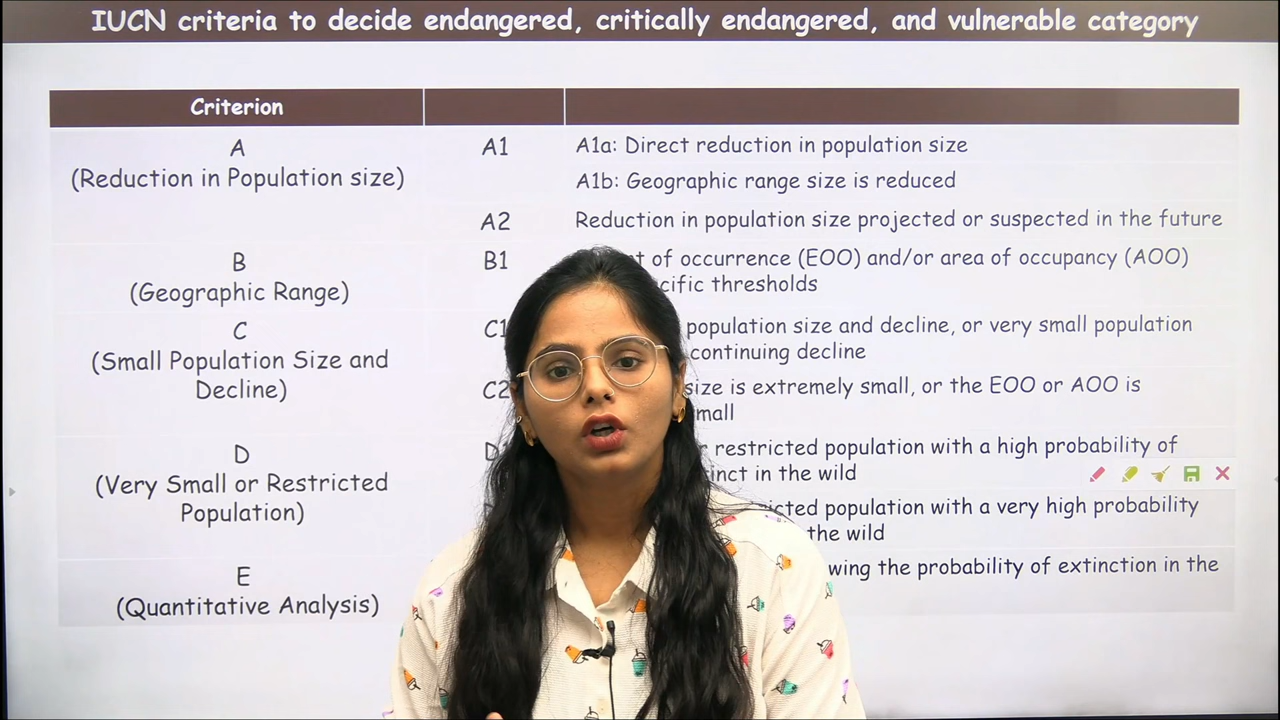 IUCN criteria to decide endangered, critically endangered, and vulnerable category
Criterion
A
(Reduction in Population size)
A1
A1a: Direct reduction in population size
A1b: Geographic range size is reduced
A2
Reduction in population size projected or suspected in the future
B
(Geographic Range)
B1
of occurrence (EOO) and/or area of occupancy (AOO)
thresholds
C
(Small Population Size and
Decline)
C1
population size and decline, or very small population
continuing decline
C2
size is extremely small, or the EOO or AOO is
D
(Very Small or Restricted
Population)
restricted population with a high probability of
in the wild
population with a very high probability
the wild
E
(Quantitative Analysis)
the probability of extinction in the